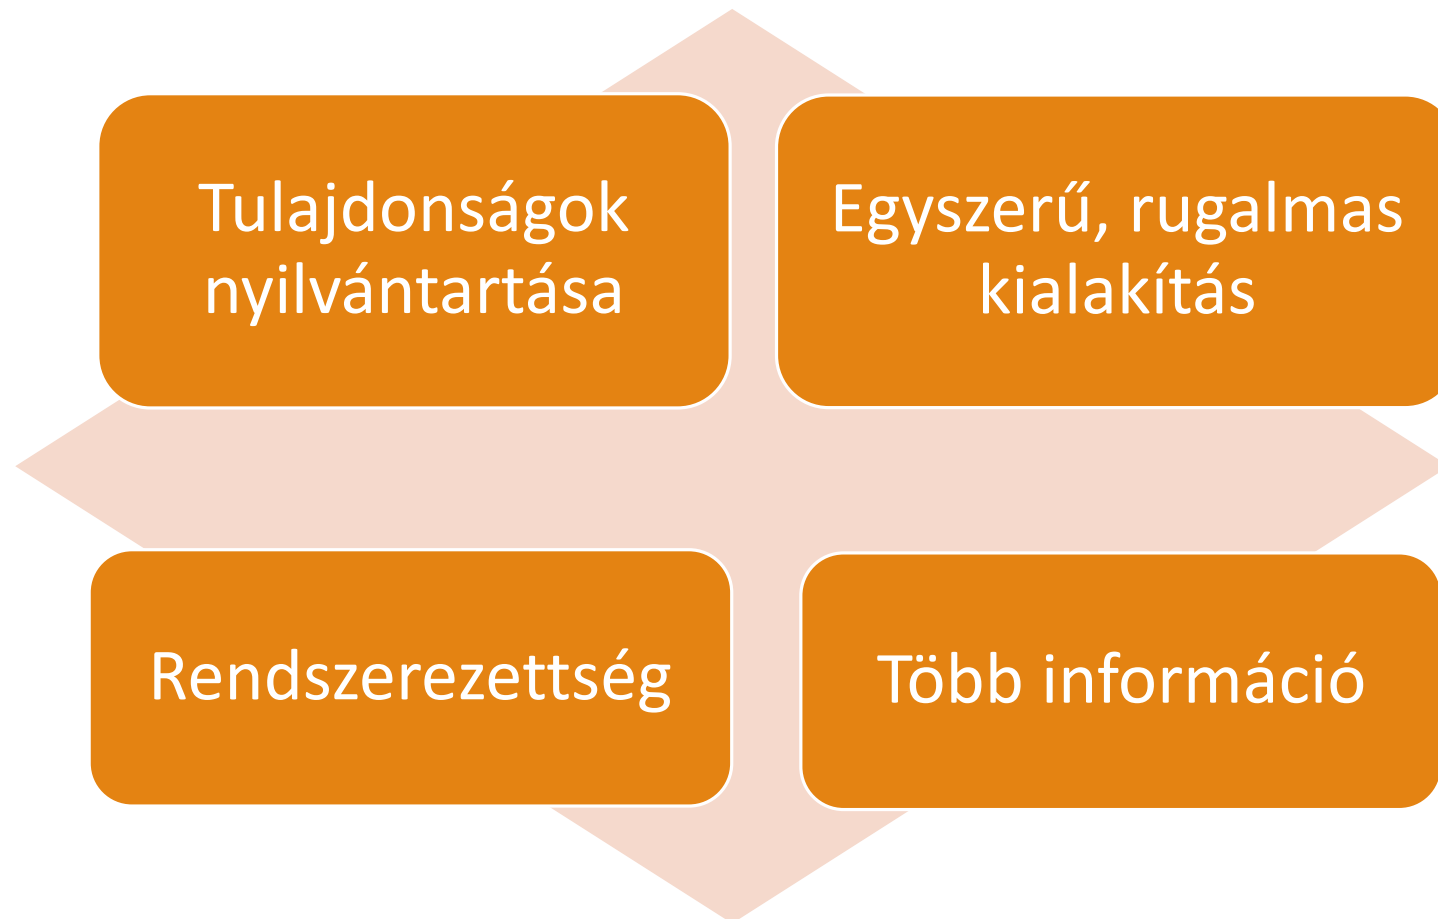 Tulajdonságok
nyilvántartása
Egyszerű, rugalmas
kialakítás
Rendszerezettség
Több információ